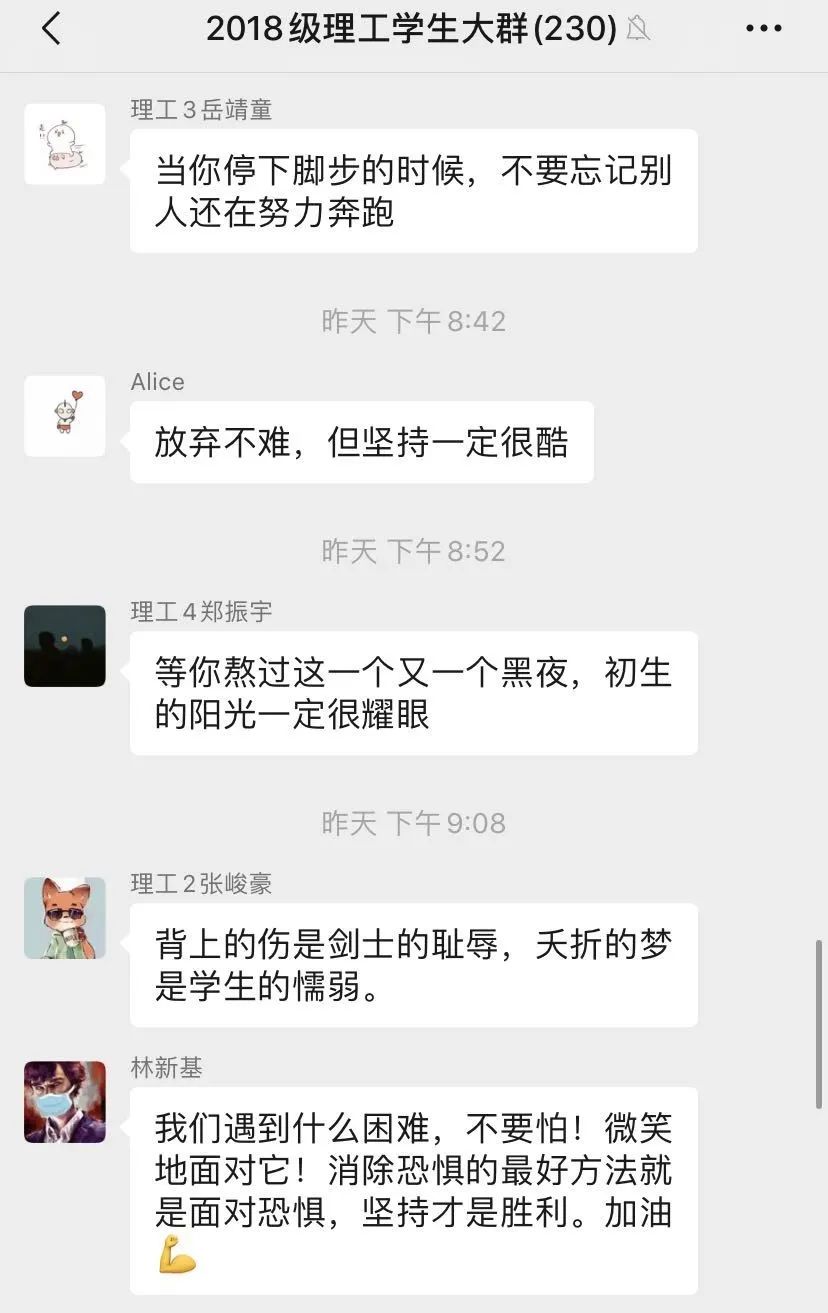 2018级理工学生大群(230)
理工3岳靖童
当你停下脚步的时候，不要忘记别
人还在努力奔跑
昨天 下午8:42
Alice
放弃不难，但坚持一定很酷
昨天 下午8:52
理工4郑振宇
等你熬过这一个又一个黑夜，初生
的阳光一定很耀眼
昨天 下午9:08
理工2张峻豪
背上的伤是剑士的耻辱，夭折的梦
是学生的懦弱。
林新基
我们遇到什么困难，不要怕！微笑
地面对它！消除恐惧的最好方法就
是面对恐惧，坚持才是胜利。加油
💪